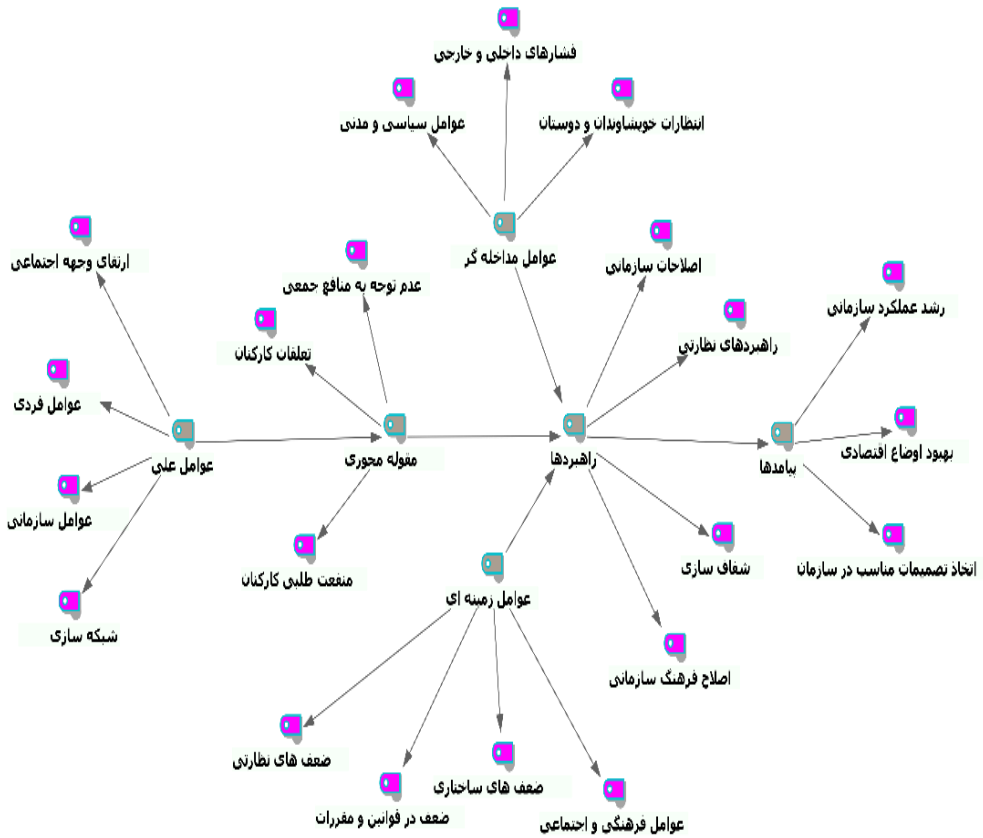 فشارهای داخلی و خارجی
عوامل سیاسی و مدنی
انتظارات خویشاوندان و دوستان
عوامل مداخله گر
اصلاحات سازمانی
ارتقای وجهه اجتماعی
عدم توجه به منافع جمعی
رشد عملکرد سازمانی
راهبردهای نظارتی
تعلقات کارکنان
عوامل فردی
بهبود اوضاع اقتصادی
راهبردها
مقوله محوری
عوامل علی
پیامدها
عوامل سازمانی
شفاف سازی
اتخاذ تصمیمات مناسب در سازمان
منفعت طلبی کارکنان
عوامل زمینه ای
شبکه سازی
اصلاح فرهنگ سازمانی
ضعف های نظارتی
ضعف های ساختاری
ضعف در قوانین و مقررات
عوامل فرهنگی و اجتماعی